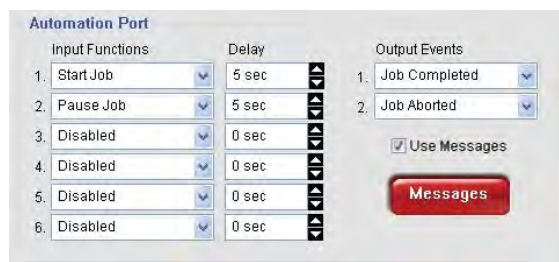 Automation Port
Input Functions Delay Output Events
1. Start Job 5 sec 1. Job Completed
2. Pause Job 5 sec 2. Job Aborted
3. Disabled 0 sec
Use Messages
4. Disabled 0 sec
5. Disabled 0 sec Messages
6. Disabled 0 sec